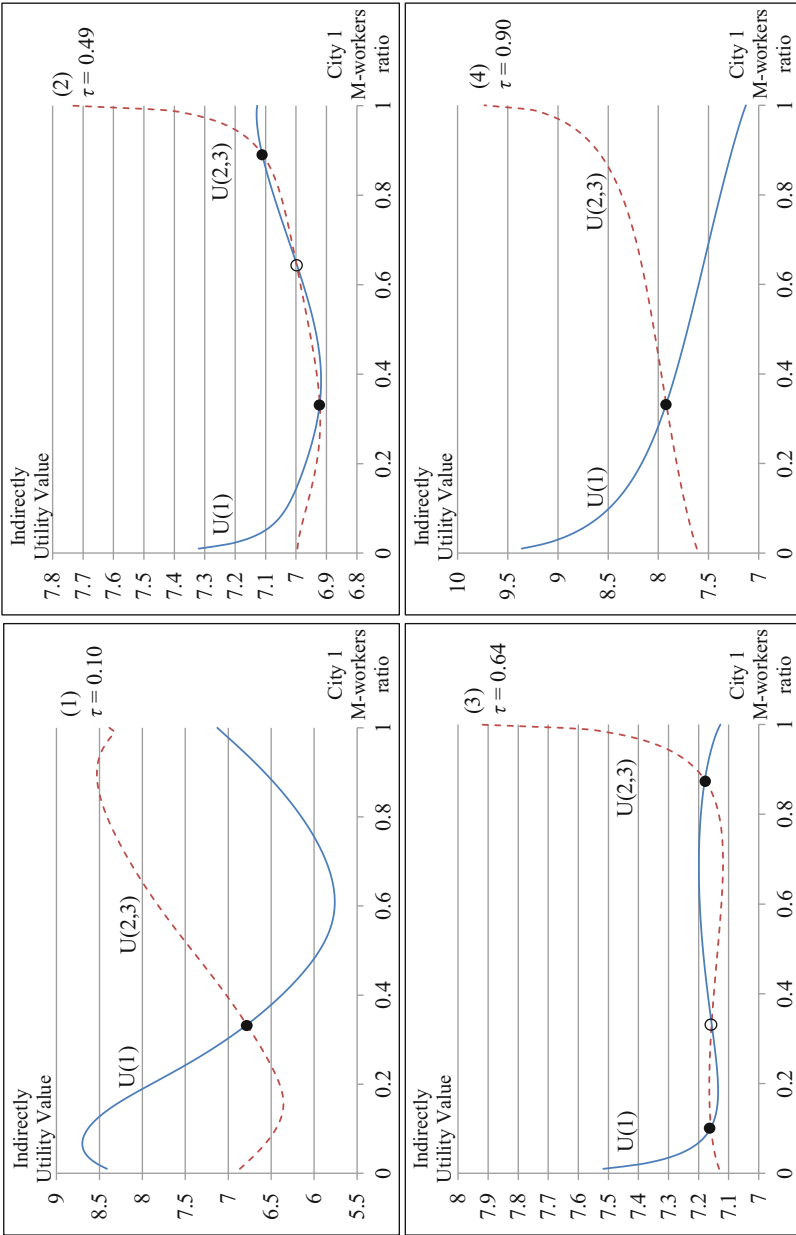 Indirectly
Utility Value
9
8.5
8
7.5
7
6.5
6
5.5
0
0.2
0.4
0.6
0.8
1
U(1)
U(2,3)
(1)
τ = 0.10
City 1
M-workers
ratio
Indirectly
Utility Value
7.8
7.7
7.6
7.5
7.4
7.3
7.2
7.1
7
6.9
6.8
0
0.2
0.4
0.6
0.8
1
U(1)
U(2,3)
(2)
τ = 0.49
City 1
M-workers
ratio
Indirectly
Utility Value
8
7.9
7.8
7.7
7.6
7.5
7.4
7.3
7.2
7.1
7
0
0.2
0.4
0.6
0.8
1
U(1)
U(2,3)
(3)
τ = 0.64
City 1
M-workers
ratio
Indirectly
Utility Value
10
9.5
9
8.5
8
7.5
7
0
0.2
0.4
0.6
0.8
1
U(1)
U(2,3)
(4)
τ = 0.90
City 1
M-workers
ratio